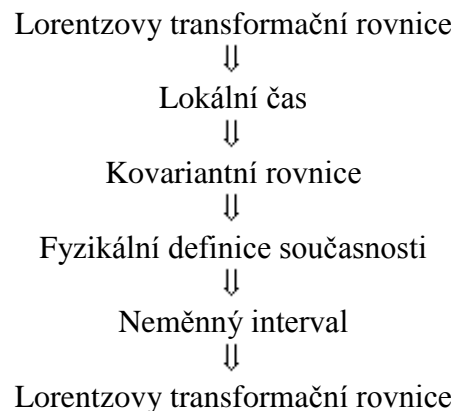 Lorentzovy transformační rovnice
⇓
Lokální čas
⇓
Kovariantní rovnice
⇓
Fyzikální definice současnosti
⇓
Neměnný interval
⇓
Lorentzovy transformační rovnice